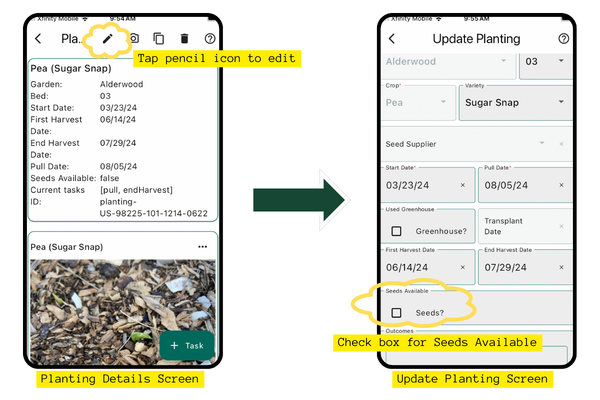 Xfinity Mobile 9:54AM
Pla...
Tap pencil icon to edit
Pea (Sugar Snap)
Garden: Alderwood
Bed: 03
Start Date: 03/23/24
First Harvest 06/14/24
Date:
End Harvest 07/29/24
Date:
Pull Date: 08/05/24
Seeds Available: false
Current tasks [pull, endHarvest]
ID: planting-
US-98225-101-1214-0622
Pea (Sugar Snap) •••
+ Task
Planting Details Screen
Xfinity Mobile 9:55AM
Update Planting
Alderwood 03
Crop* Variety
Pea Sugar Snap
Seed Supplier ×
Start Date* Pull Date*
03/23/24 × 08/05/24 ×
Used Greenhouse
Greenhouse? Transplant
Date ×
First Harvest Date End Harvest Date
06/14/24 × 07/29/24 ×
Seeds Available
Seeds?
Outcomes
Check box for Seeds Available
Update Planting Screen